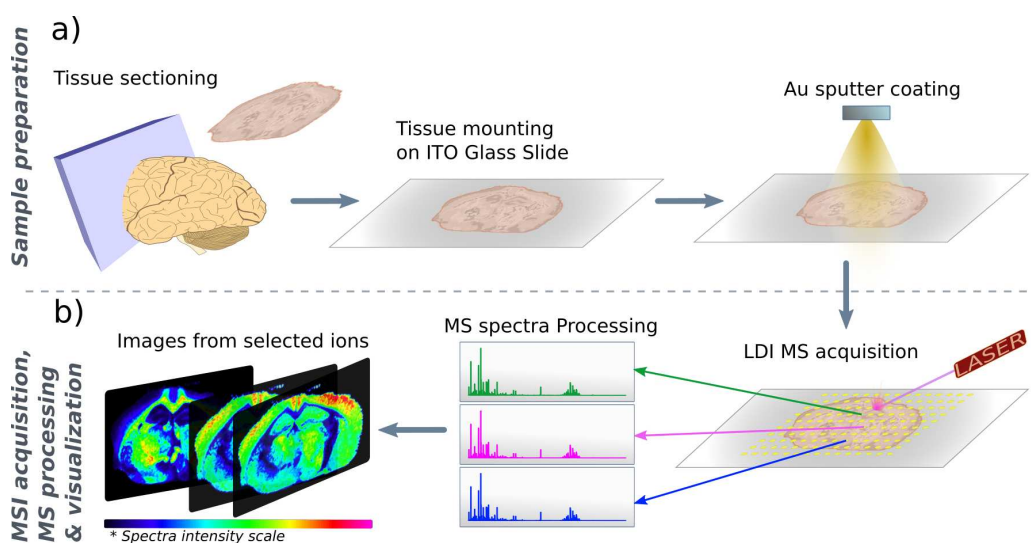 a)
Sample preparation
Tissue sectioning
Tissue mounting
on ITO Glass Slide
Au sputter coating
b)
MSI acquisition,
MS processing
& visualization
Images from selected ions
MS spectra Processing
LDI MS acquisition
LASER
* Spectra intensity scale